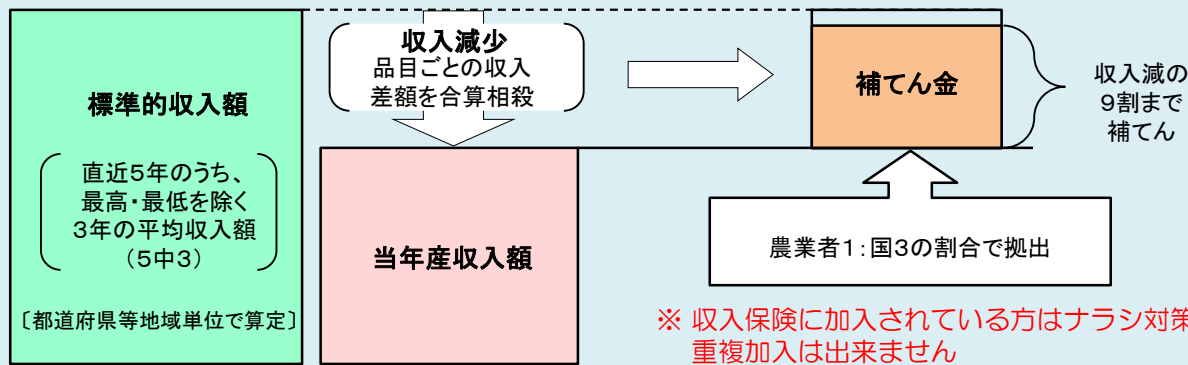 標準的収入額
直近5年のうち、
最高・最低を除く
3年の平均収入額
(5中3)
〔都道府県等地域単位で算定〕
収入減少
品目ごとの収入
差額を合算相殺
当年産収入額
補てん金
収入減の
9割まで
補てん
農業者1:国3の割合で拠出
※ 収入保険に加入されている方はナラシ対策
重複加入は出来ません